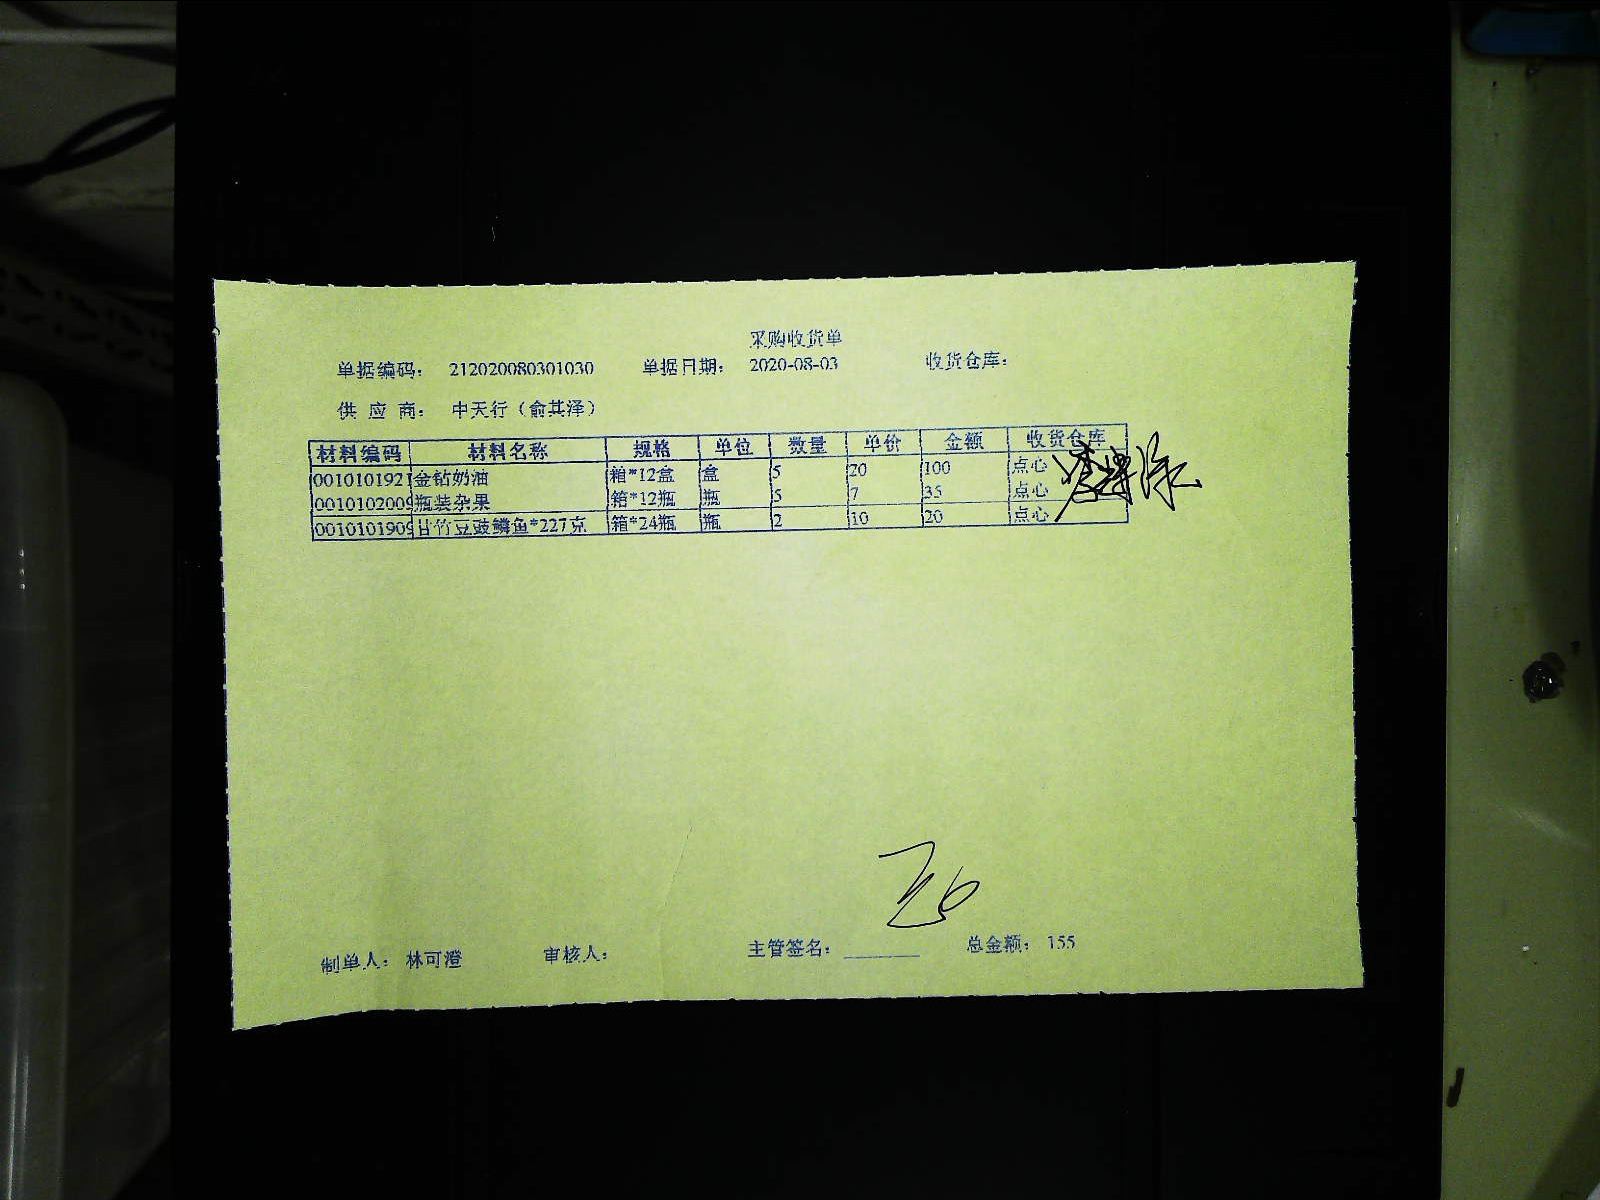 采购收货单
单据编码： 212020080301030 单据日期： 2020-08-03 收货仓库：
供 应 商： 中天行（俞其泽）
材料编码 材料名称 规格 单位 数量 单价 金额 收货仓库
0010101921 金钻奶油 箱*12盒 盒 5 20 100 点心
0010102009 瓶装杂果 箱*12瓶 瓶 5 7 35 点心
0010101909 甘竹豆豉鳞鱼*227克 箱*24瓶 瓶 2 10 20 点心
制单人： 林可澄 审核人： 主管签名： 总金额： 155